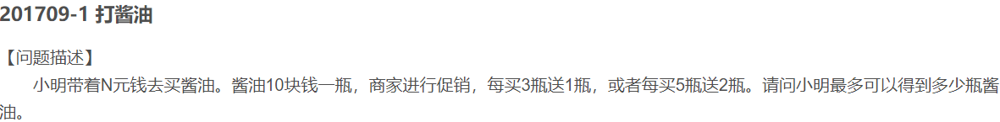 201709-1 打酱油
【问题描述】
小明带着N元钱去买酱油。酱油10块钱一瓶，商家进行促销，每买3瓶送1瓶，或者每买5瓶送2瓶。请问小明最多可以得到多少瓶酱
油。